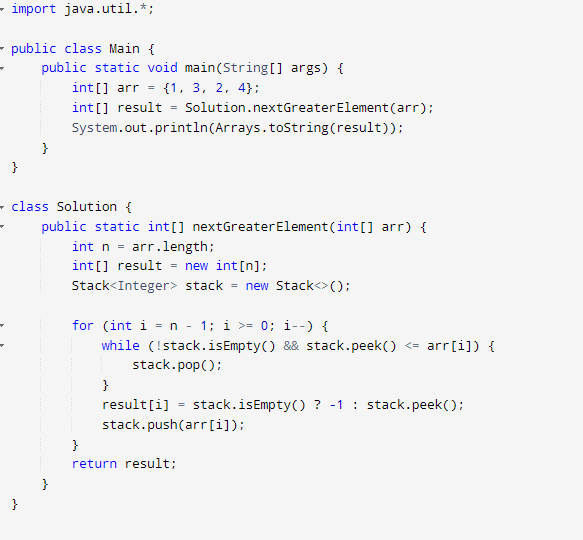 import java.util.*;
public class Main {
public static void main(String[] args) {
int[] arr = {1, 3, 2, 4};
int[] result = Solution.nextGreaterElement(arr);
System.out.println(Arrays.toString(result));
}
}
class Solution {
public static int[] nextGreaterElement(int[] arr) {
int n = arr.length;
int[] result = new int[n];
Stack<Integer> stack = new Stack<>();
for (int i = n - 1; i >= 0; i--) {
while (!stack.isEmpty() && stack.peek() <= arr[i]) {
stack.pop();
}
result[i] = stack.isEmpty() ? -1 : stack.peek();
stack.push(arr[i]);
}
return result;
}
}